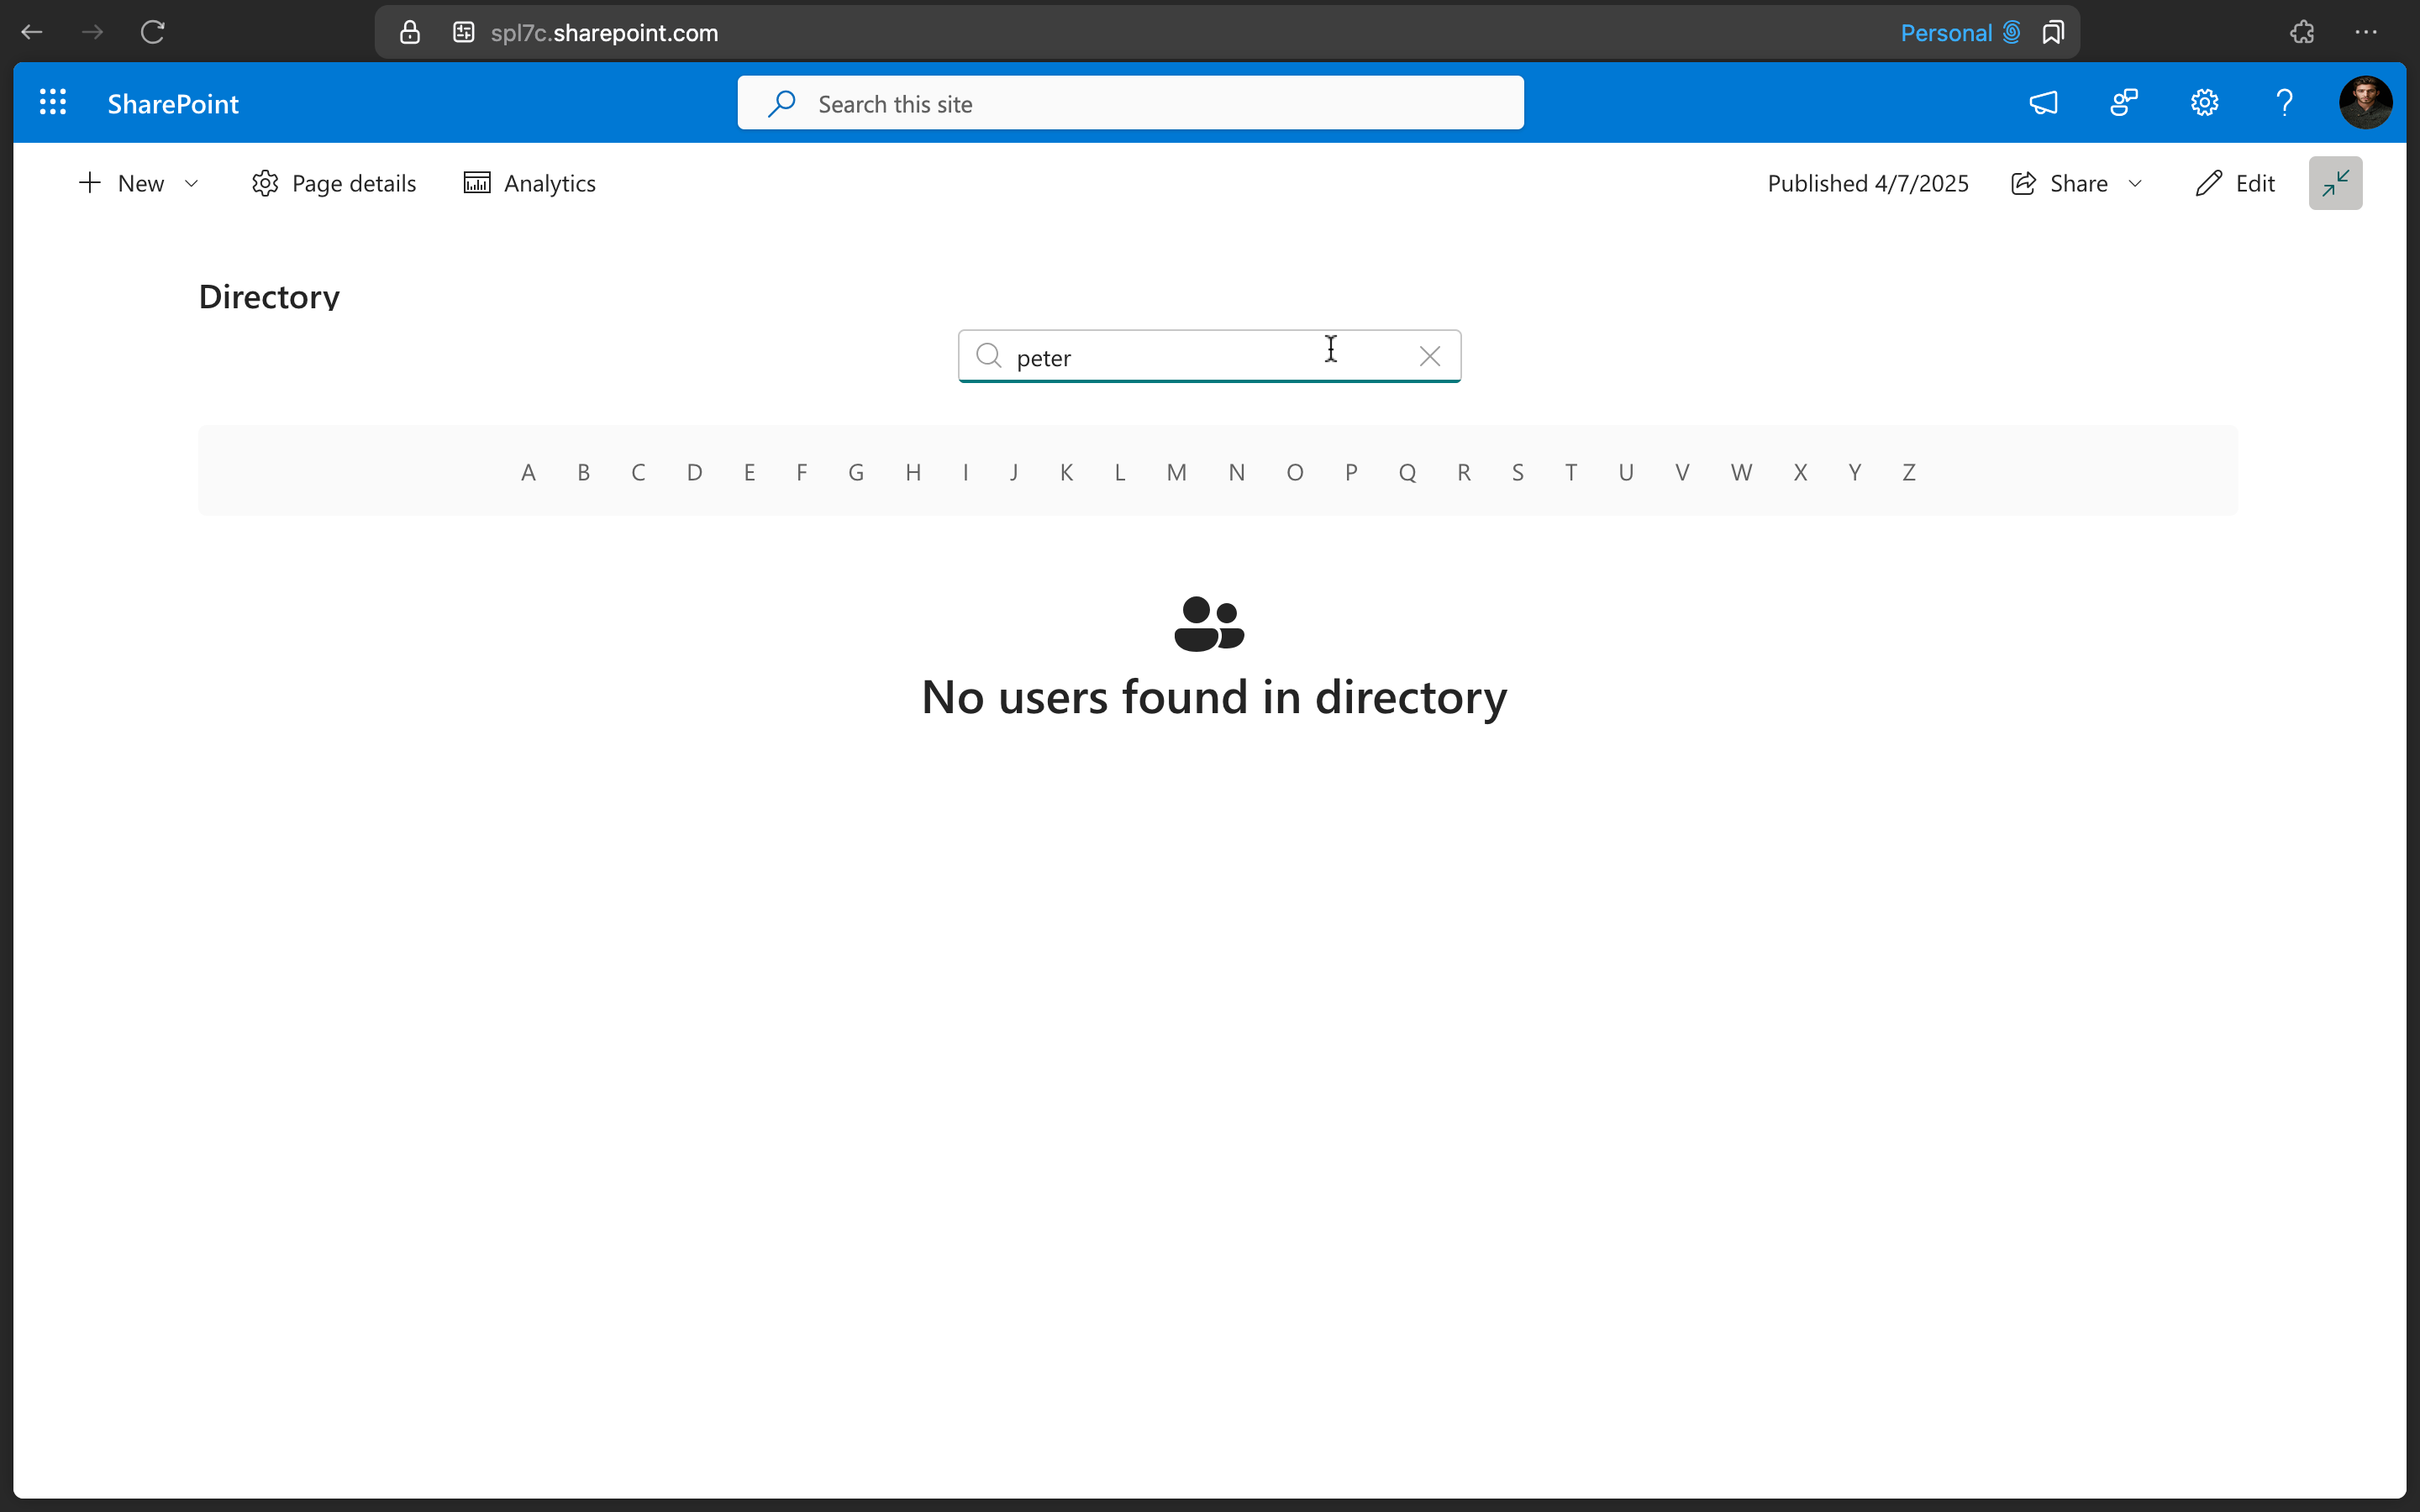 spl7c.sharepoint.com
Personal
SharePoint
Search this site
New
Page details
Analytics
Published 4/7/2025
Share
Edit
Directory
peter
A B C D E F G H I J K L M N O P Q R S T U V W X Y Z
No users found in directory